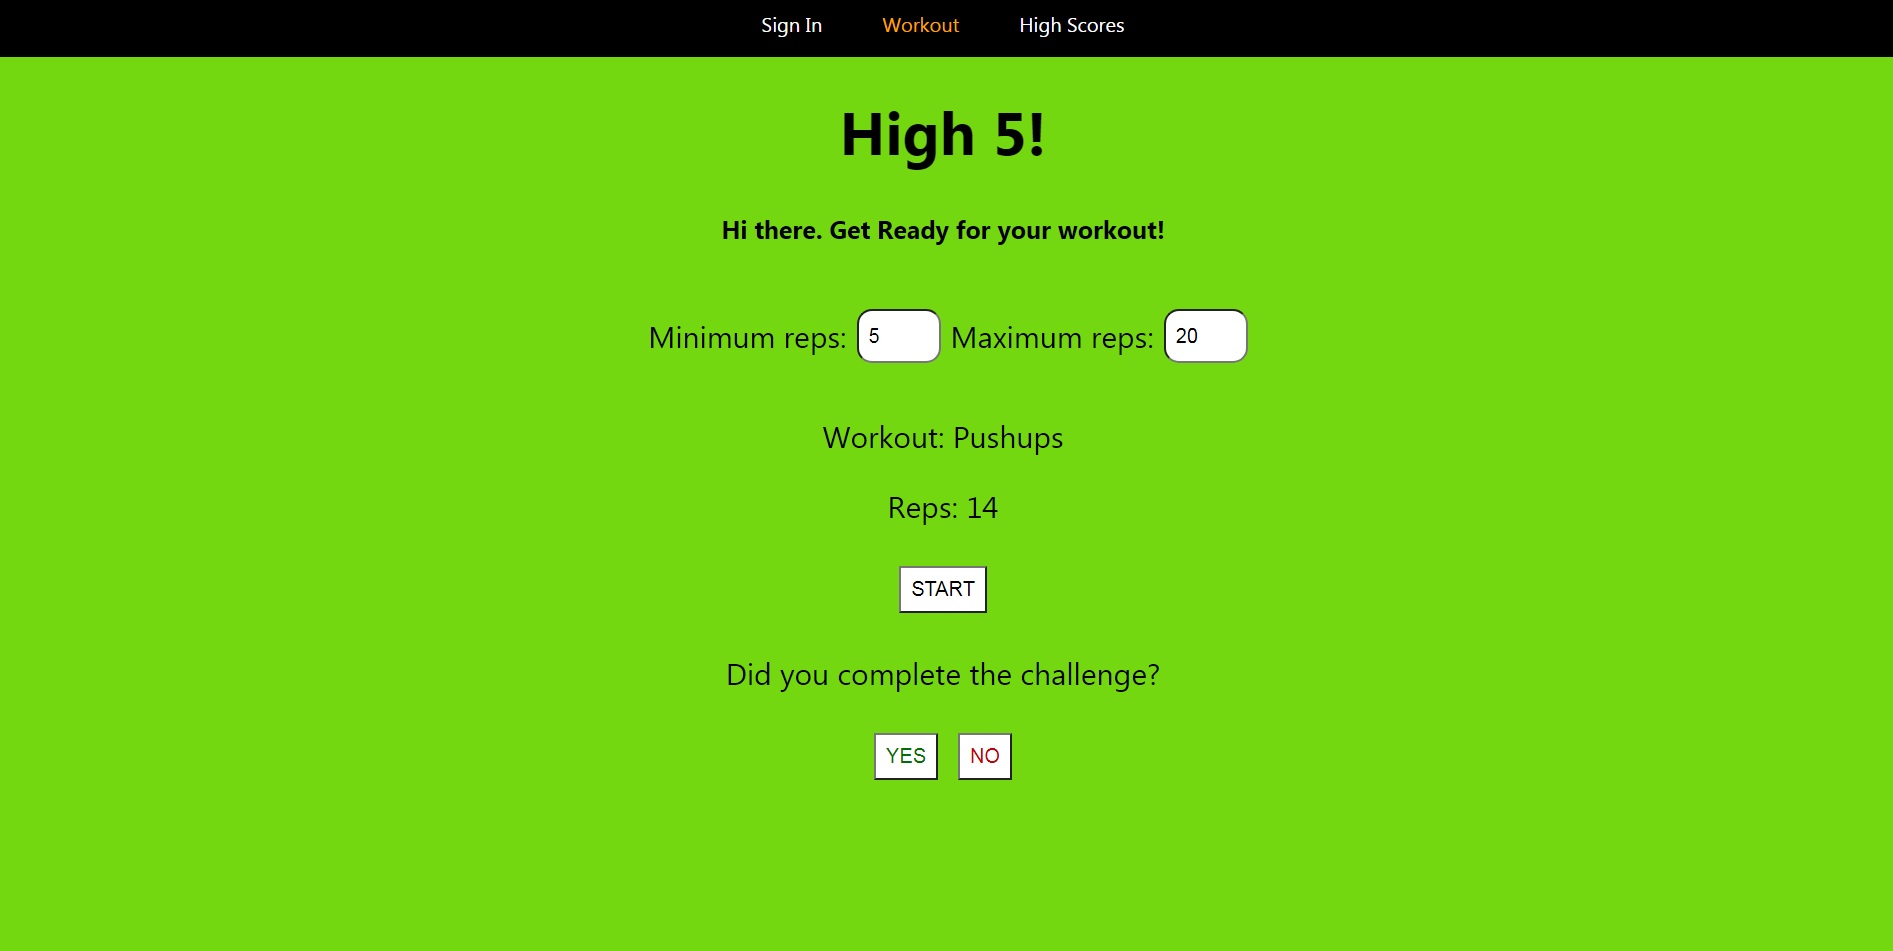 Sign In Workout High Scores
High 5!
Hi there. Get Ready for your workout!
Minimum reps: 5 Maximum reps: 20
Workout: Pushups
Reps: 14
START
Did you complete the challenge?
YES NO